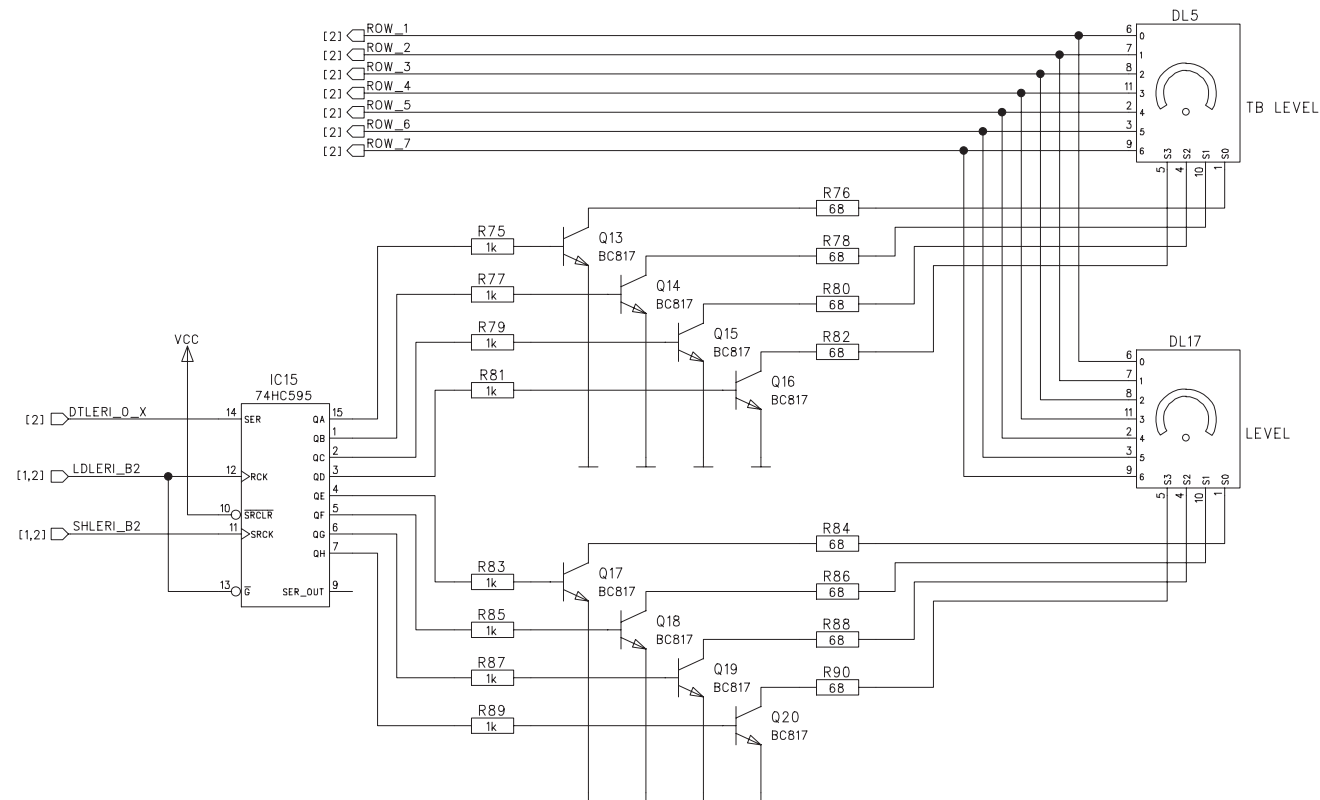 DL5
[2] ROW_1 6 0
[2] ROW_2 7 1
[2] ROW_3 8 2
[2] ROW_4 11 3
[2] ROW_5 2 4
[2] ROW_6 3 5
[2] ROW_7 9 6
TB LEVEL
S3 S2 S1 S0
5 4 10 1
R76
68
R75
1k
Q13
BC817
R78
68
R77
1k
Q14
BC817
R80
68
R79
1k
Q15
BC817
R82
68
R81
1k
Q16
BC817
VCC
IC15
74HC595
[2] DTLERI_0_X 14 SER QA 15
QB 1
QC 2
[1,2] LDLERI_B2 12 RCK QD 3
QE 4
10 SRCLR QF 5
[1,2] SHLERI_B2 11 SRCK QG 6
QH 7
13 G SER_OUT 9
DL17
6 0
7 1
8 2
11 3
2 4
3 5
9 6
LEVEL
S3 S2 S1 S0
5 4 10 1
R84
68
R83
1k
Q17
BC817
R86
68
R85
1k
Q18
BC817
R88
68
R87
1k
Q19
BC817
R90
68
R89
1k
Q20
BC817